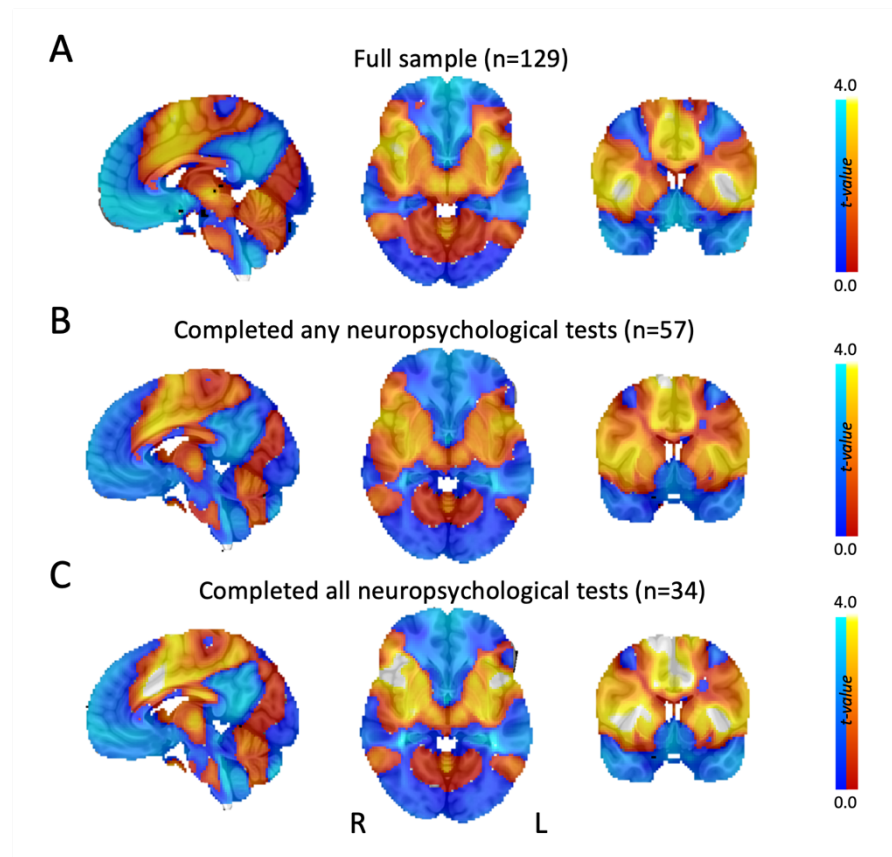 A
Full sample (n=129)
4.0
t-value
0.0
B
Completed any neuropsychological tests (n=57)
4.0
t-value
0.0
C
Completed all neuropsychological tests (n=34)
4.0
t-value
0.0
R L